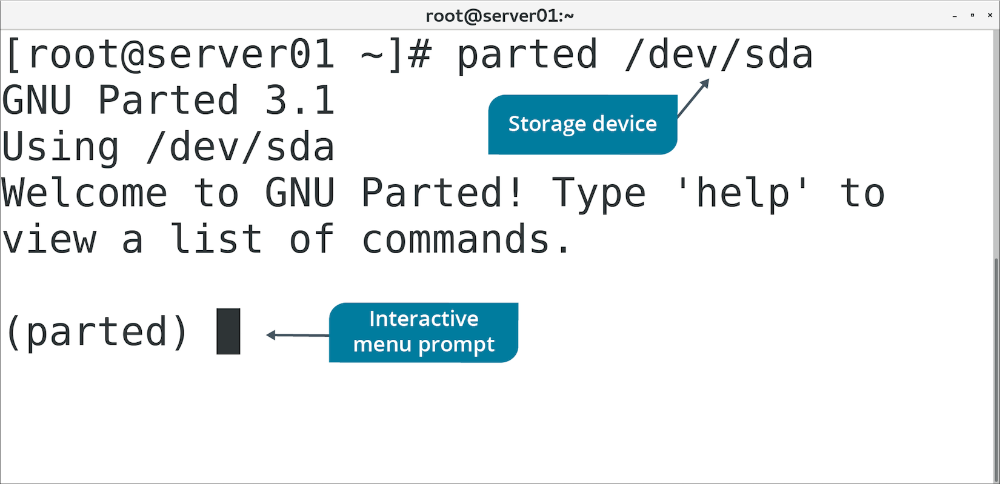 root@server01:~
[root@server01 ~]# parted /dev/sda
GNU Parted 3.1
Storage device
Using /dev/sda
Welcome to GNU Parted! Type 'help' to
view a list of commands.
(parted)
Interactive
menu prompt